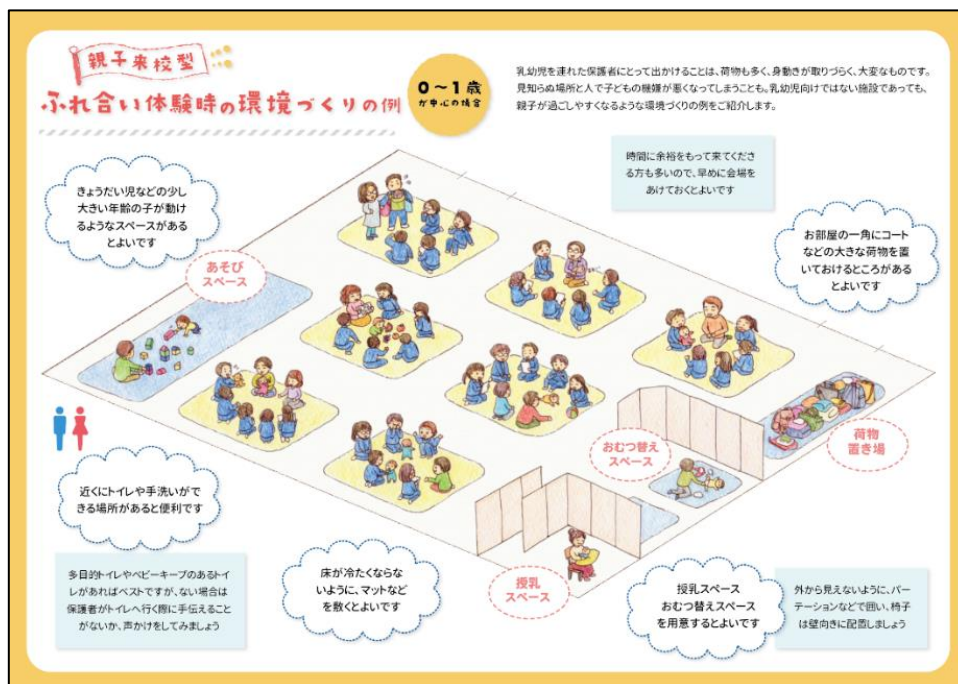 親子来校型
ふれ合い体験時の環境づくりの例
0～1歳
が中心の場合
乳幼児を連れた保護者にとって出かけることは、荷物も多く、身動きが取りづらく、大変なものです。
見知らぬ場所と人で子どもの機嫌が悪くなってしまうことも。乳幼児向けではない施設であっても、
親子が過ごしやすくなるような環境づくりの例をご紹介します。
時間に余裕をもって来てくださ
る方も多いので、早めに会場を
あけておくとよいです
きょうだい児などの少し
大きい年齢の子が動け
るようなスペースがある
とよいです
お部屋の一角にコート
などの大きな荷物を置
いておけるところがある
とよいです
あそび
スペース
おむつ替え
スペース
荷物
置き場
近くにトイレや手洗いがで
きる場所があると便利です
多目的トイレやベビーキープのあるトイ
レがあればベストですが、ない場合は
保護者がトイレへ行く際に手伝えること
がないか、声かけをしてみましょう
床が冷たくならな
いように、マットなど
を敷くとよいです
授乳
スペース
授乳スペース
おむつ替えスペース
を用意するとよいです
外から見えないように、パー
テーションなどで囲い、椅子
は壁向きに配置しましょう